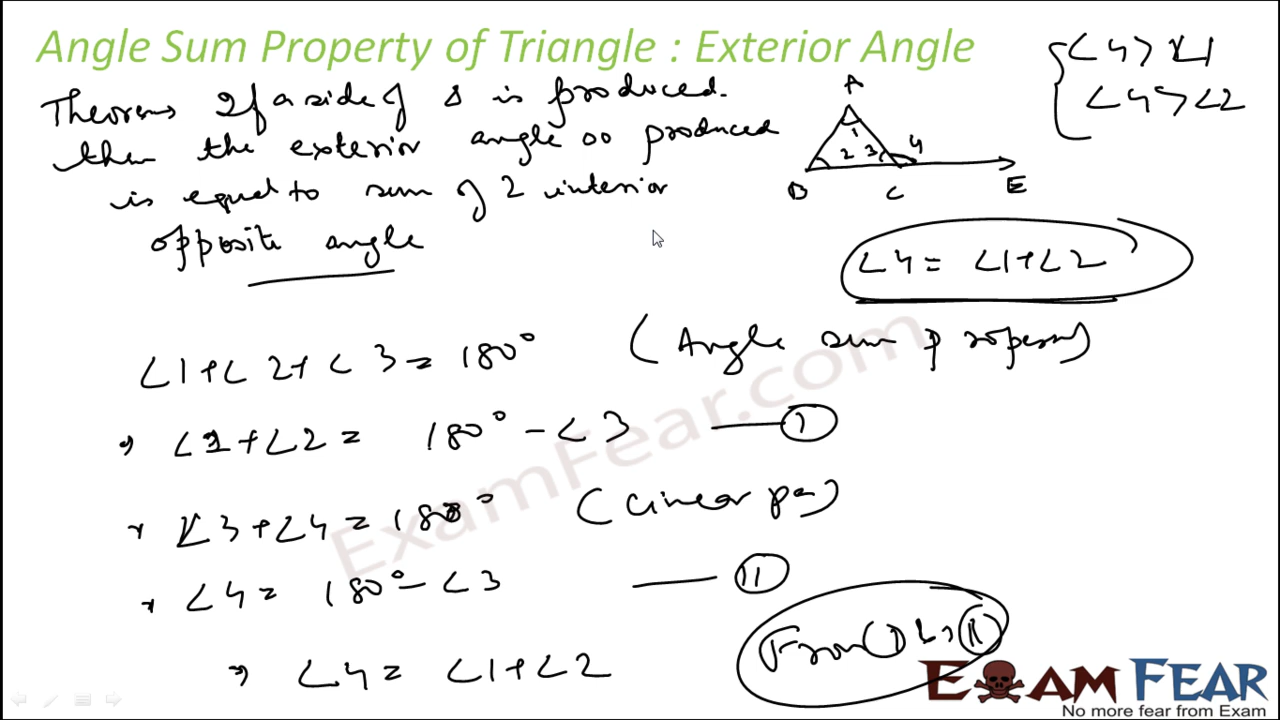 Angle Sum Property of Triangle : Exterior Angle
Theorem If a side of Δ is produced.
then the exterior angle so produced
is equal to sum of 2 interior
opposite angle
∠4 > ∠1
∠4 > ∠2
A
1
2 3 4
B C E
∠4 = ∠1+∠2
∠1+∠2+∠3 = 180° (Angle sum property)
⇒ ∠1+∠2 = 180° - ∠3 — I
∠3+∠4 = 180° (Linear pair)
∠4 = 180° - ∠3 — II
From I & II
⇒ ∠4 = ∠1+∠2
ExamFear.com
EXAM FEAR
No more fear from Exam